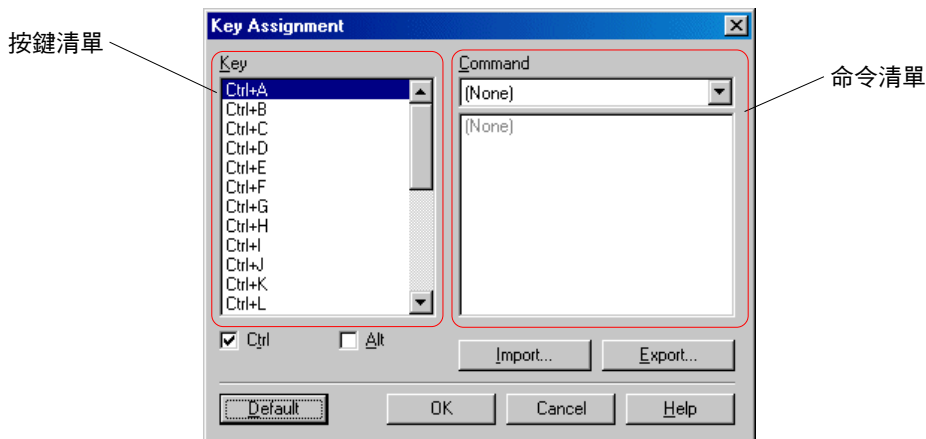 Key Assignment
按鍵清單
Key
Command
命令清單
Ctrl+A
Ctrl+B
Ctrl+C
Ctrl+D
Ctrl+E
Ctrl+F
Ctrl+G
Ctrl+H
Ctrl+I
Ctrl+J
Ctrl+K
Ctrl+L
(None)
(None)
Ctrl
Alt
Import...
Export...
Default
OK
Cancel
Help